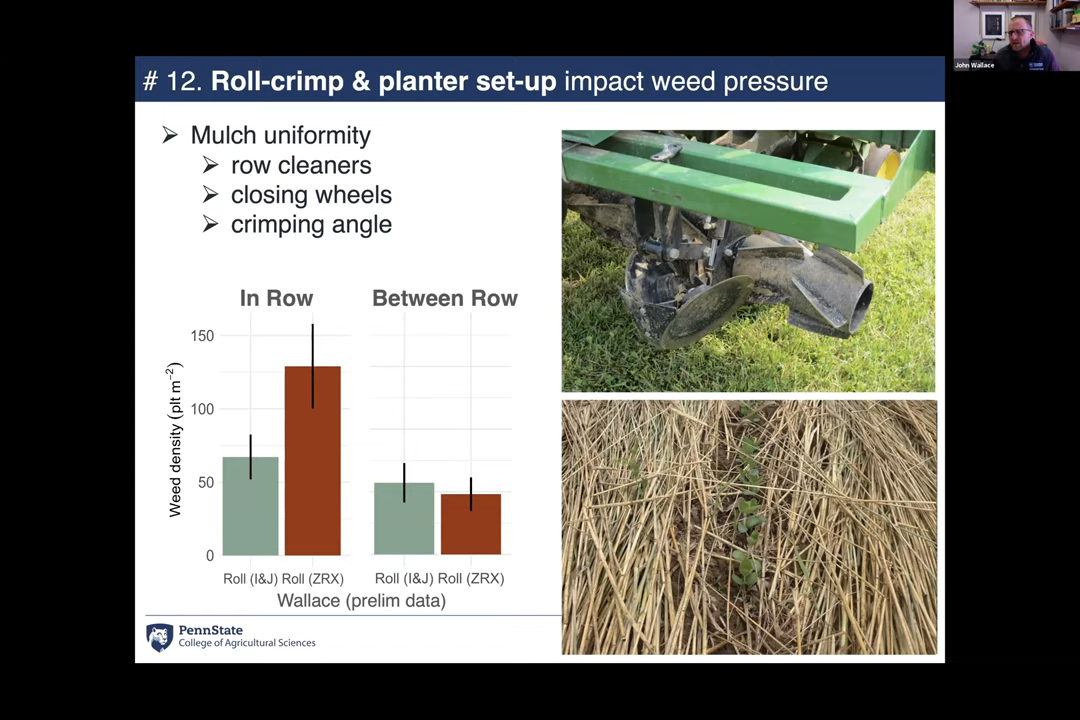 John Wallace
# 12. Roll-crimp & planter set-up impact weed pressure
➢ Mulch uniformity
➢ row cleaners
➢ closing wheels
➢ crimping angle
In Row
Between Row
Weed density (plt m⁻²)
150
100
50
0
Roll (I&J) Roll (ZRX)
Roll (I&J) Roll (ZRX)
Wallace (prelim data)
PennState
College of Agricultural Sciences